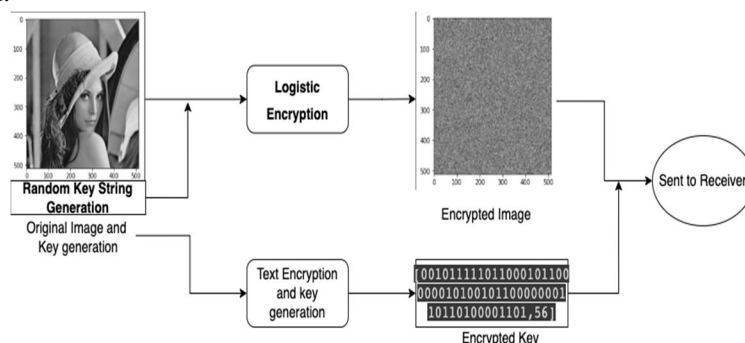 0
100
200
300
400
500
0 100 200 300 400 500
Random Key String
Generation
Original Image and
Key generation
Logistic
Encryption
0
100
200
300
400
500
0 100 200 300 400 500
Encrypted Image
Sent to Receiver
Text Encryption
and key
generation
[001011111011000101100
000010100101100000001
10110100001101,56]
Encrypted Key